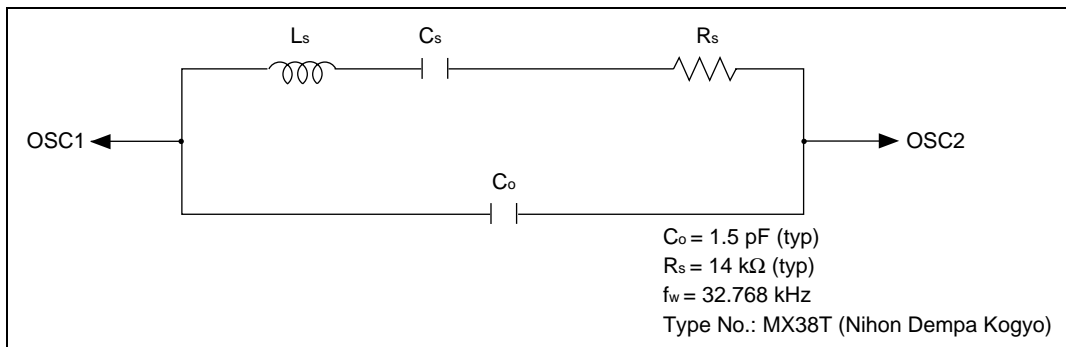 Ls Cs Rs
OSC1 OSC2
Co
Co = 1.5 pF (typ)
Rs = 14 kΩ (typ)
fw = 32.768 kHz
Type No.: MX38T (Nihon Dempa Kogyo)